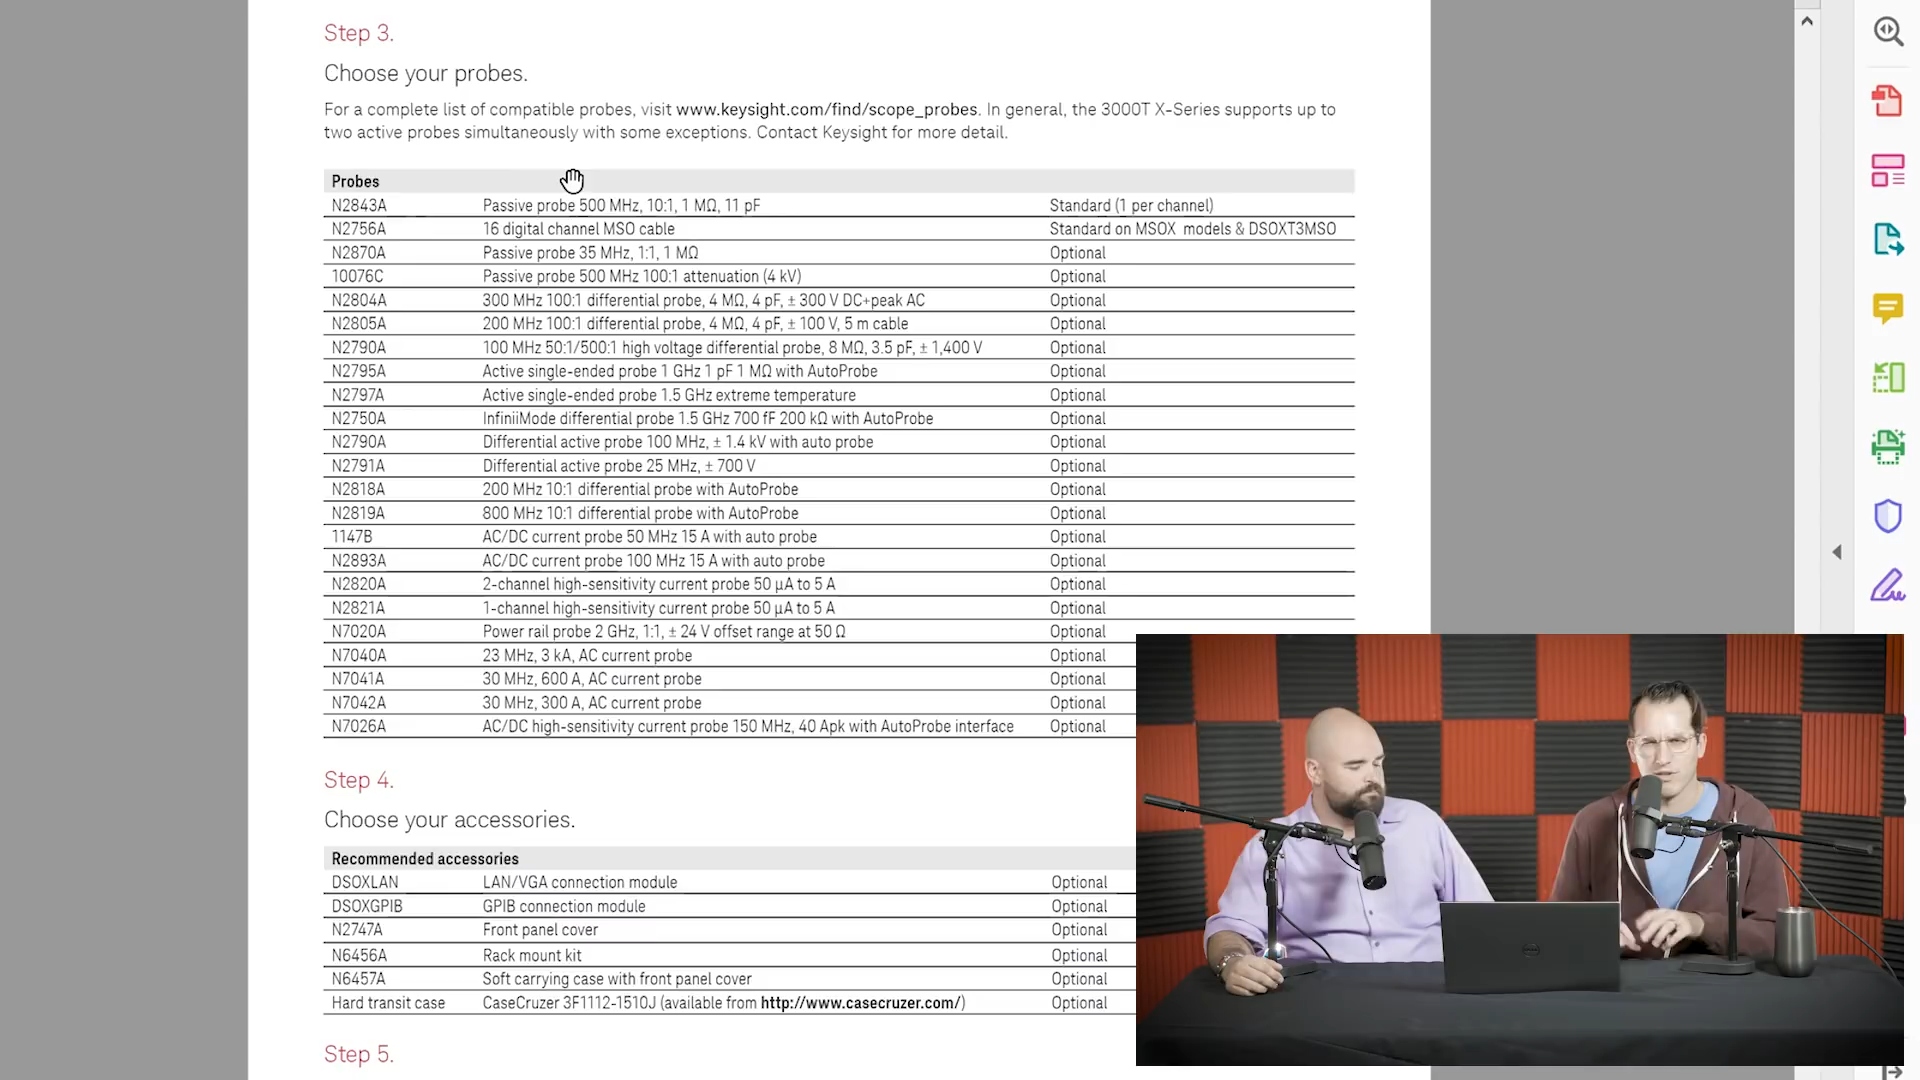 Step 3.
Choose your probes.
For a complete list of compatible probes, visit www.keysight.com/find/scope_probes. In general, the 3000T X-Series supports up to
two active probes simultaneously with some exceptions. Contact Keysight for more detail.
Probes
N2843A Passive probe 500 MHz, 10:1, 1 MΩ, 11 pF Standard (1 per channel)
N2756A 16 digital channel MSO cable Standard on MSOX models & DSOXT3MSO
N2870A Passive probe 35 MHz, 1:1, 1 MΩ Optional
10076C Passive probe 500 MHz 100:1 attenuation (4 kV) Optional
N2804A 300 MHz 100:1 differential probe, 4 MΩ, 4 pF, ± 300 V DC+peak AC Optional
N2805A 200 MHz 100:1 differential probe, 4 MΩ, 4 pF, ± 100 V, 5 m cable Optional
N2790A 100 MHz 50:1/500:1 high voltage differential probe, 8 MΩ, 3.5 pF, ± 1,400 V Optional
N2795A Active single-ended probe 1 GHz 1 pF 1 MΩ with AutoProbe Optional
N2797A Active single-ended probe 1.5 GHz extreme temperature Optional
N2750A InfiniiMode differential probe 1.5 GHz 700 fF 200 kΩ with AutoProbe Optional
N2790A Differential active probe 100 MHz, ± 1.4 kV with auto probe Optional
N2791A Differential active probe 25 MHz, ± 700 V Optional
N2818A 200 MHz 10:1 differential probe with AutoProbe Optional
N2819A 800 MHz 10:1 differential probe with AutoProbe Optional
1147B AC/DC current probe 50 MHz 15 A with auto probe Optional
N2893A AC/DC current probe 100 MHz 15 A with auto probe Optional
N2820A 2-channel high-sensitivity current probe 50 µA to 5 A Optional
N2821A 1-channel high-sensitivity current probe 50 µA to 5 A Optional
N7020A Power rail probe 2 GHz, 1:1, ± 24 V offset range at 50 Ω Optional
N7040A 23 MHz, 3 kA, AC current probe Optional
N7041A 30 MHz, 600 A, AC current probe Optional
N7042A 30 MHz, 300 A, AC current probe Optional
N7026A AC/DC high-sensitivity current probe 150 MHz, 40 Apk with AutoProbe interface Optional
Step 4.
Choose your accessories.
Recommended accessories
DSOXLAN LAN/VGA connection module Optional
DSOXGPIB GPIB connection module Optional
N2747A Front panel cover Optional
N6456A Rack mount kit Optional
N6457A Soft carrying case with front panel cover Optional
Hard transit case CaseCruzer 3F1112-1510J (available from http://www.casecruzer.com/) Optional
Step 5.